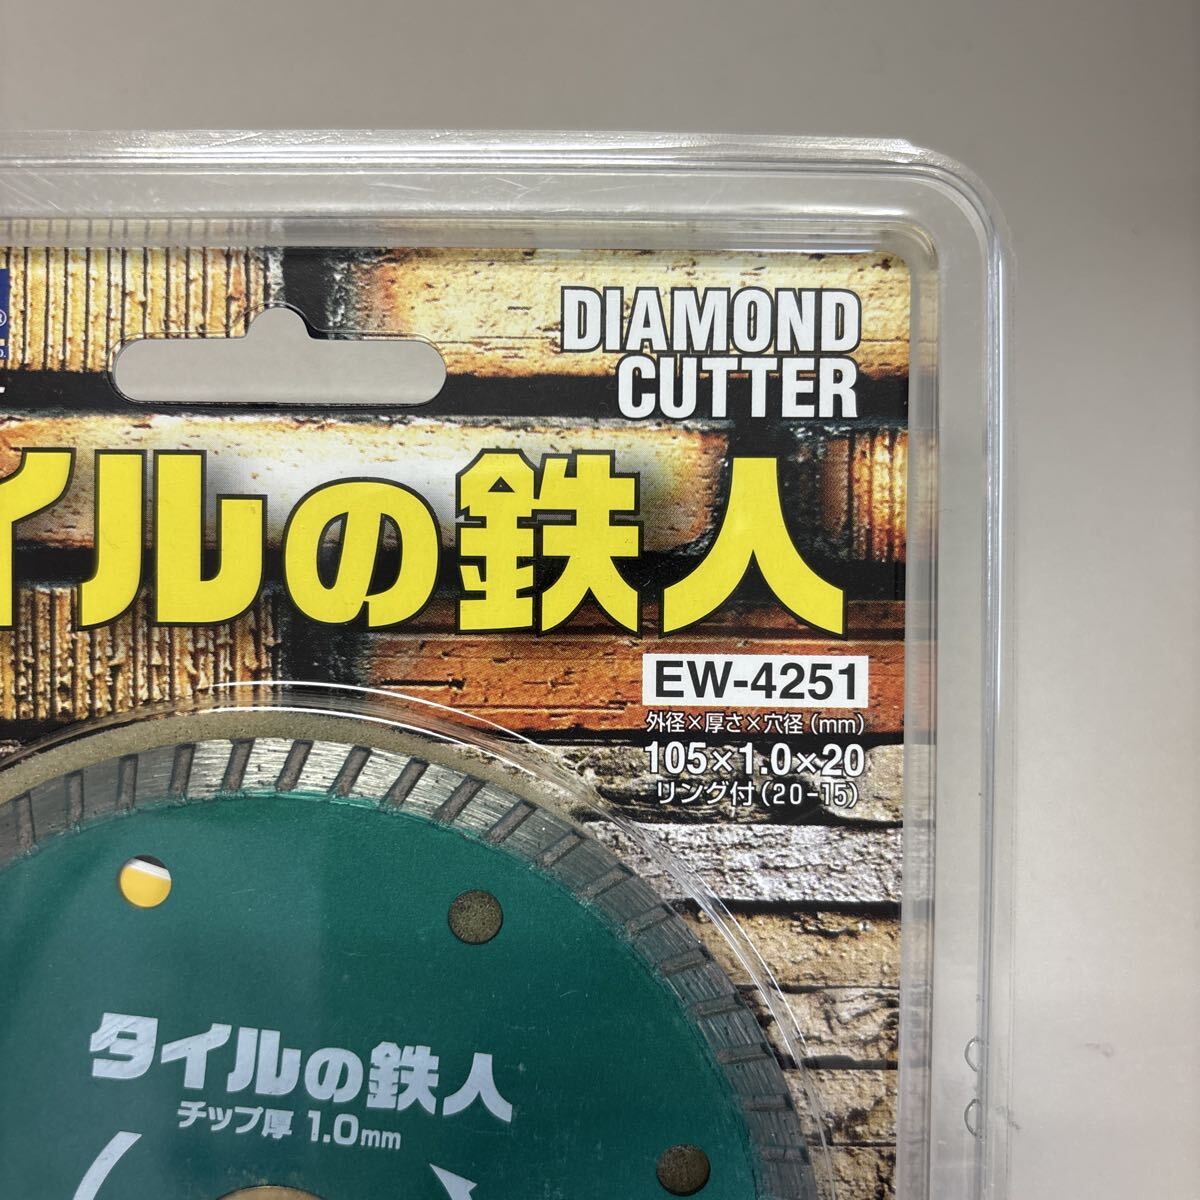 ®
DIAMOND
CUTTER
イルの鉄人
EW-4251
外径×厚さ×穴径(mm)
105×1.0×20
リング付(20-15)
タイルの鉄人
チップ厚 1.0mm